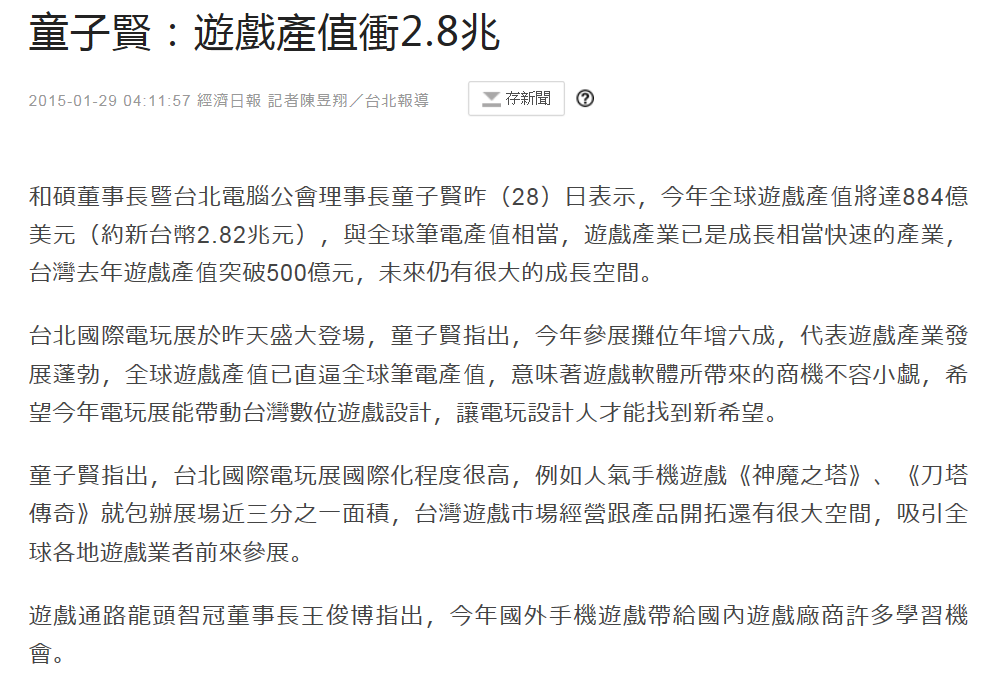 童子賢：遊戲產值衝2.8兆
2015-01-29 04:11:57 經濟日報 記者陳昱翔╱台北報導
存新聞 ?
和碩董事長暨台北電腦公會理事長童子賢昨（28）日表示，今年全球遊戲產值將達884億
美元（約新台幣2.82兆元），與全球筆電產值相當，遊戲產業已是成長相當快速的產業，
台灣去年遊戲產值突破500億元，未來仍有很大的成長空間。
台北國際電玩展於昨天盛大登場，童子賢指出，今年參展攤位年增六成，代表遊戲產業發
展蓬勃，全球遊戲產值已直逼全球筆電產值，意味著遊戲軟體所帶來的商機不容小覷，希
望今年電玩展能帶動台灣數位遊戲設計，讓電玩設計人才能找到新希望。
童子賢指出，台北國際電玩展國際化程度很高，例如人氣手機遊戲《神魔之塔》、《刀塔
傳奇》就包辦展場近三分之一面積，台灣遊戲市場經營跟產品開拓還有很大空間，吸引全
球各地遊戲業者前來參展。
遊戲通路龍頭智冠董事長王俊博指出，今年國外手機遊戲帶給國內遊戲廠商許多學習機
會。